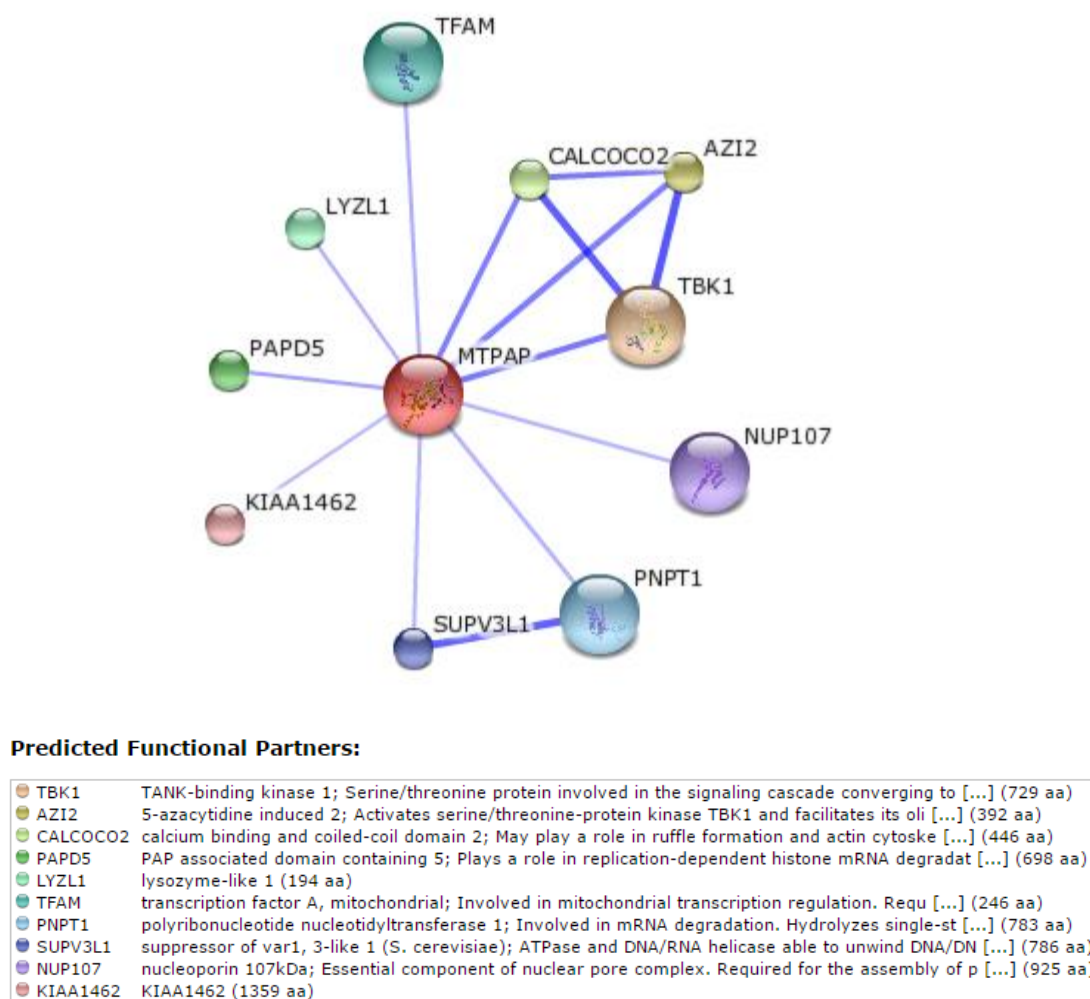 TFAM
CALCOCO2
AZI2
LYZL1
TBK1
PAPD5
MTPAP
NUP107
KIAA1462
PNPT1
SUPV3L1
Predicted Functional Partners:
TBK1 TANK-binding kinase 1; Serine/threonine protein involved in the signaling cascade converging to [...] (729 aa)
AZI2 5-azacytidine induced 2; Activates serine/threonine-protein kinase TBK1 and facilitates its oli [...] (392 aa)
CALCOCO2 calcium binding and coiled-coil domain 2; May play a role in ruffle formation and actin cytoske [...] (446 aa)
PAPD5 PAP associated domain containing 5; Plays a role in replication-dependent histone mRNA degradat [...] (698 aa)
LYZL1 lysozyme-like 1 (194 aa)
TFAM transcription factor A, mitochondrial; Involved in mitochondrial transcription regulation. Requ [...] (246 aa)
PNPT1 polyribonucleotide nucleotidyltransferase 1; Involved in mRNA degradation. Hydrolyzes single-st [...] (783 aa)
SUPV3L1 suppressor of var1, 3-like 1 (S. cerevisiae); ATPase and DNA/RNA helicase able to unwind DNA/DN [...] (786 aa)
NUP107 nucleoporin 107kDa; Essential component of nuclear pore complex. Required for the assembly of p [...] (925 aa)
KIAA1462 KIAA1462 (1359 aa)